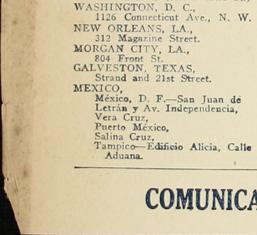 WASHINGTON, D. C.,
1126 Connecticut Ave., N. W.
NEW ORLEANS, LA.,
312 Magazine Street.
MORGAN CITY, LA.,
804 Front St.
GALVESTON, TEXAS,
Strand and 21st Street.
MEXICO,
México, D. F.—San Juan de
Letrán y Av. Independencia,
Vera Cruz,
Puerto México,
Salina Cruz,
Tampico—Edificio Alicia, Calle
Aduana.
COMUNICA